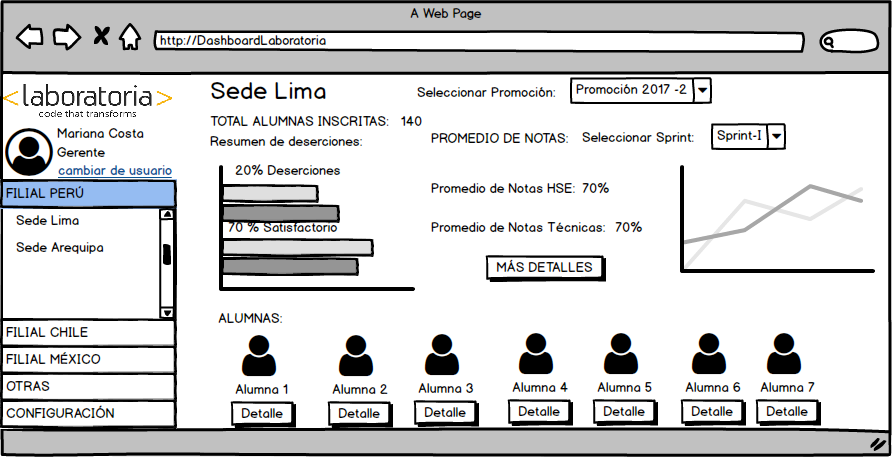 A Web Page
http://DashboardLaboratoria
<laboratoria>
code that transforms
Mariana Costa
Gerente
cambiar de usuario
FILIAL PERÚ
Sede Lima
Sede Arequipa
FILIAL CHILE
FILIAL MÉXICO
OTRAS
CONFIGURACIÓN
Sede Lima
Seleccionar Promoción: Promoción 2017 -2
TOTAL ALUMNAS INSCRITAS: 140
Resumen de deserciones:
20% Deserciones
70 % Satisfactorio
PROMEDIO DE NOTAS: Seleccionar Sprint: Sprint-I
Promedio de Notas HSE: 70%
Promedio de Notas Técnicas: 70%
MÁS DETALLES
ALUMNAS:
Alumna 1 Alumna 2 Alumna 3 Alumna 4 Alumna 5 Alumna 6 Alumna 7
Detalle Detalle Detalle Detalle Detalle Detalle Detalle